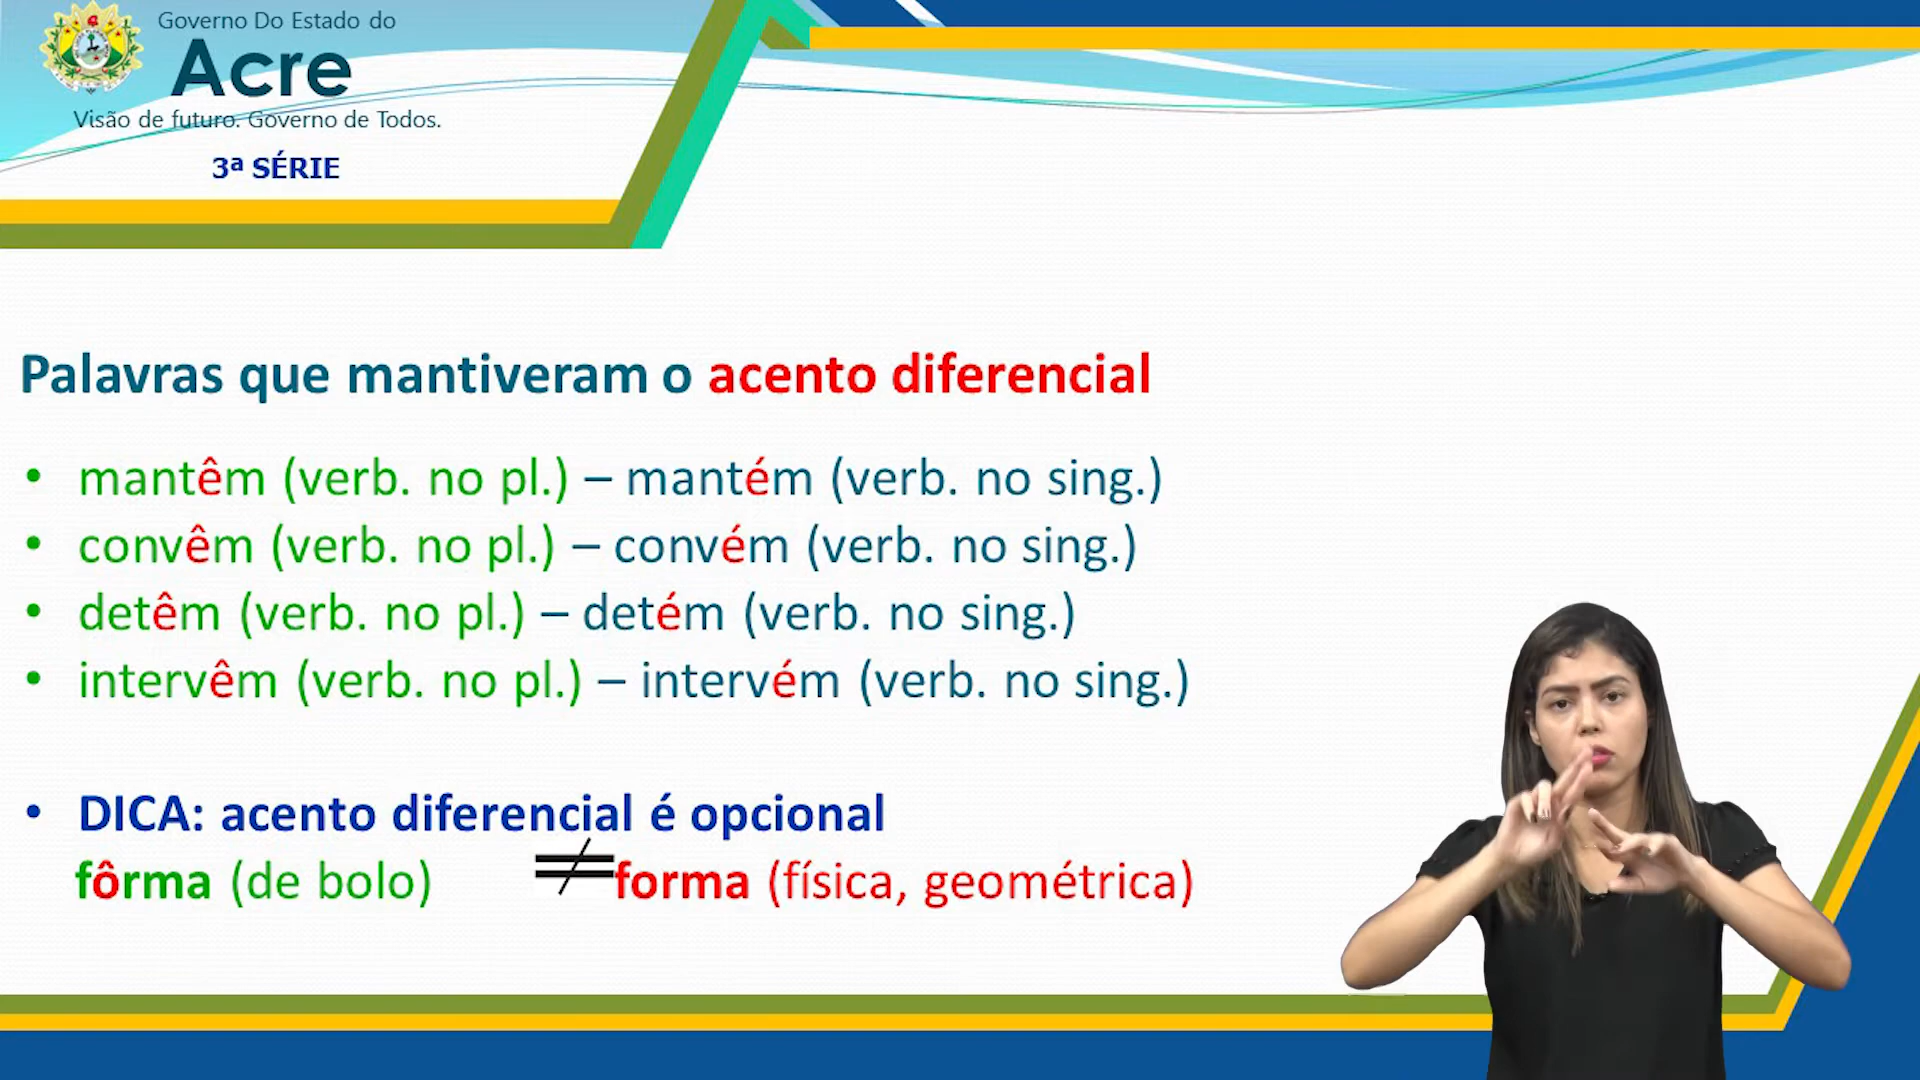 Governo Do Estado do
Acre
Visão de futuro. Governo de Todos.
3ª SÉRIE
Palavras que mantiveram o acento diferencial
• mantêm (verb. no pl.) – mantém (verb. no sing.)
• convêm (verb. no pl.) – convém (verb. no sing.)
• detêm (verb. no pl.) – detém (verb. no sing.)
• intervêm (verb. no pl.) – intervém (verb. no sing.)
• DICA: acento diferencial é opcional
fôrma (de bolo) ≠ forma (física, geométrica)